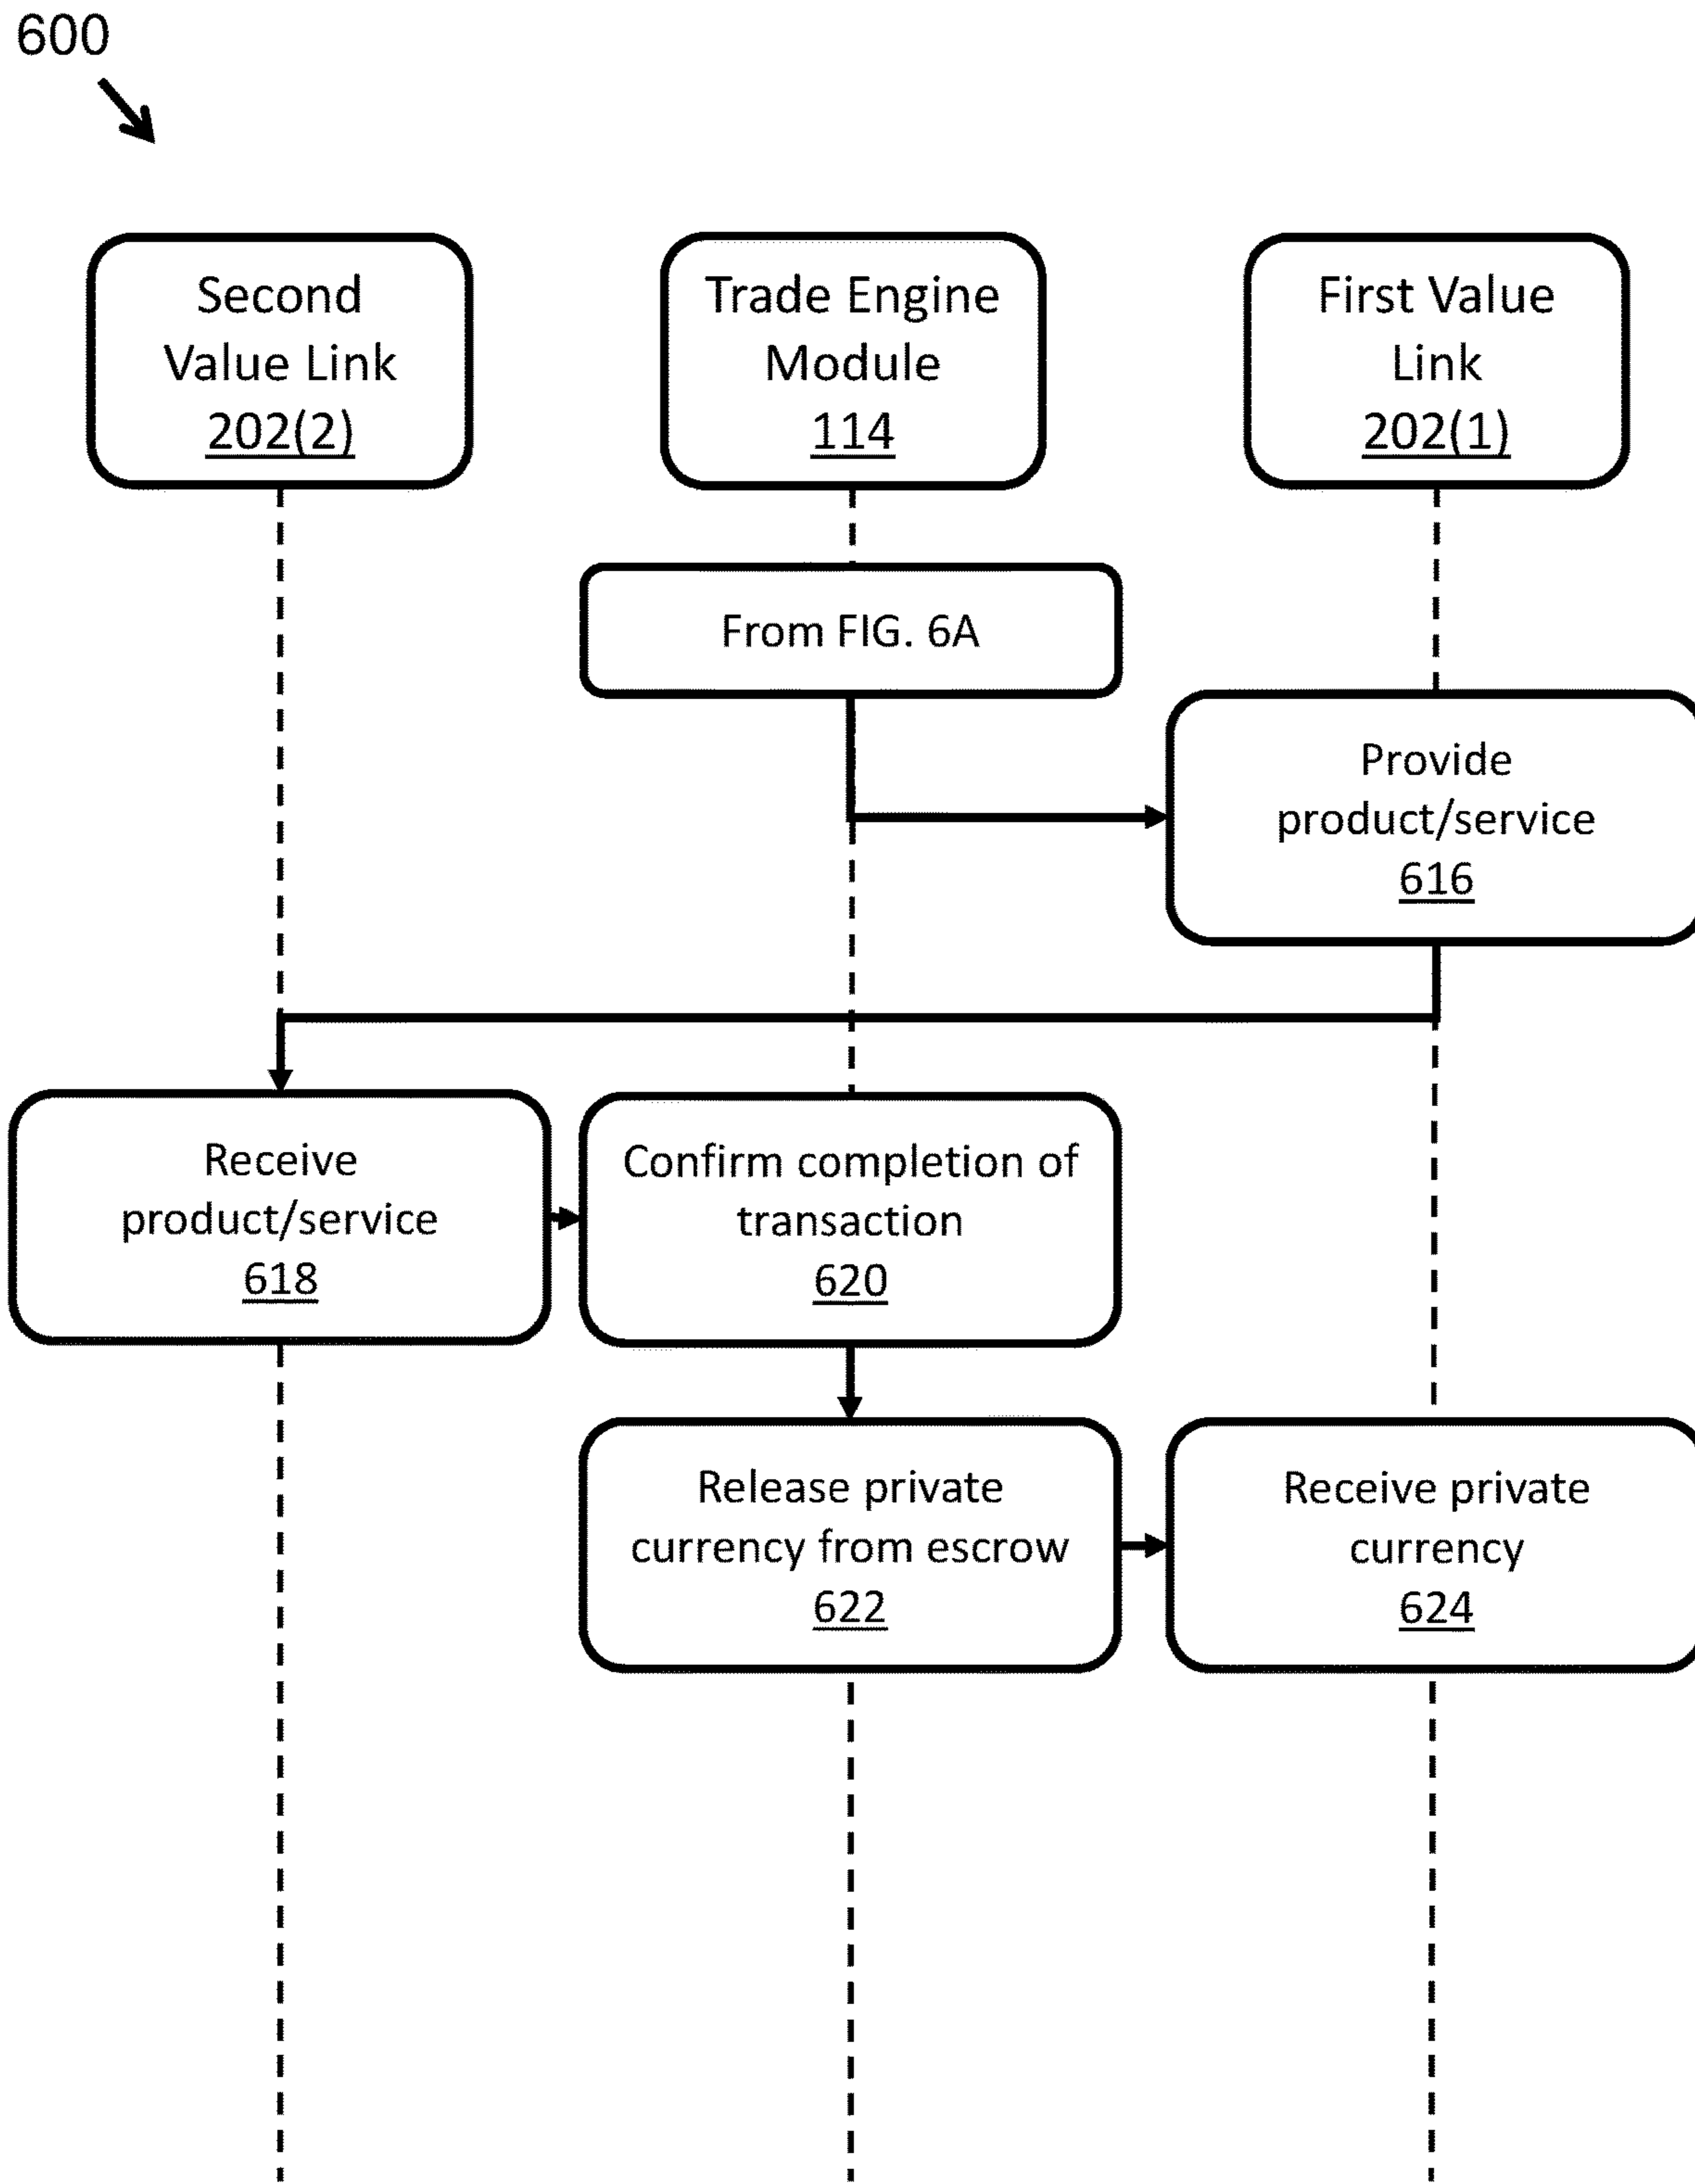 600
Second
Value Link
202(2)
Trade Engine
Module
114
First Value
Link
202(1)
From FIG. 6A
Provide
product/service
616
Receive
product/service
618
Confirm completion of
transaction
620
Release private
currency from escrow
622
Receive private
currency
624